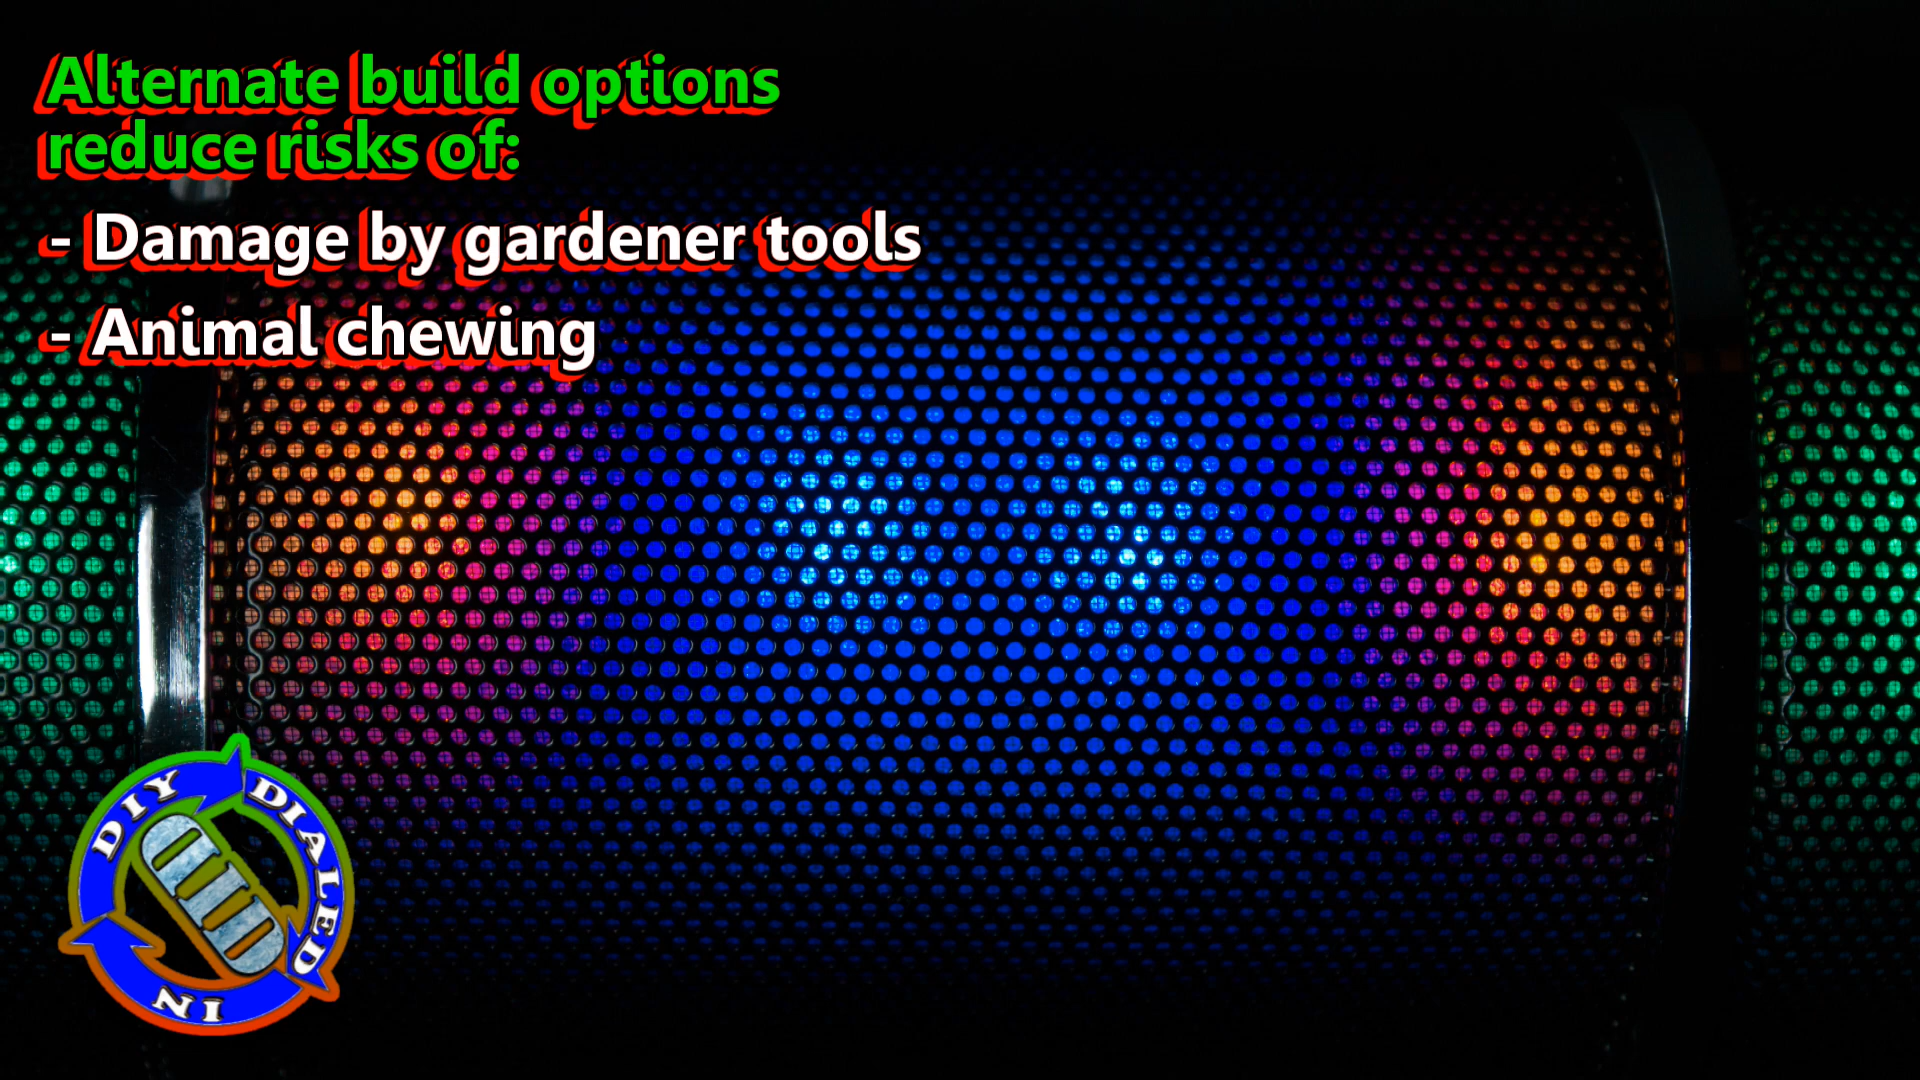 Alternate build options
reduce risks of:
- Damage by gardener tools
- Animal chewing
DIY DIALED IN